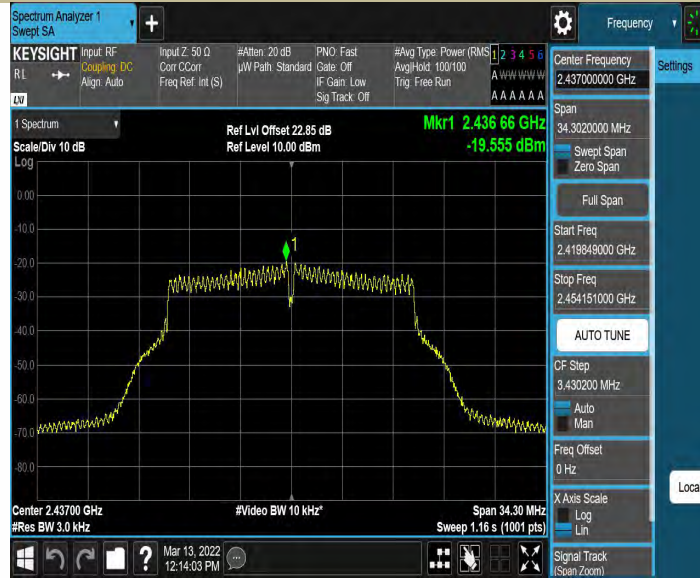 Spectrum Analyzer 1
Swept SA
Frequency
KEYSIGHT
RL
LXI
Input: RF
Coupling: DC
Align: Auto
Input Z: 50 Ω
Corr CCorr
Freq Ref: Int (S)
#Atten: 20 dB
µW Path: Standard
PNO: Fast
Gate: Off
IF Gain: Low
Sig Track: Off
#Avg Type: Power (RMS
Avg|Hold: 100/100
Trig: Free Run
1 2 3 4 5 6
A W W W W W
A A A A A A
1 Spectrum
Scale/Div 10 dB
Log
Ref Lvl Offset 22.85 dB
Ref Level 10.00 dBm
Mkr1 2.436 66 GHz
-19.555 dBm
0.00
-10.0
-20.0
-30.0
-40.0
-50.0
-60.0
-70.0
-80.0
1
Center 2.43700 GHz
#Res BW 3.0 kHz
#Video BW 10 kHz*
Span 34.30 MHz
Sweep 1.16 s (1001 pts)
Mar 13, 2022
12:14:03 PM
?
Center Frequency
2.437000000 GHz
Settings
Span
34.3020000 MHz
Swept Span
Zero Span
Full Span
Start Freq
2.419849000 GHz
Stop Freq
2.454151000 GHz
AUTO TUNE
CF Step
3.430200 MHz
Auto
Man
Freq Offset
0 Hz
X Axis Scale
Log
Lin
Signal Track
(Span Zoom)
Loca